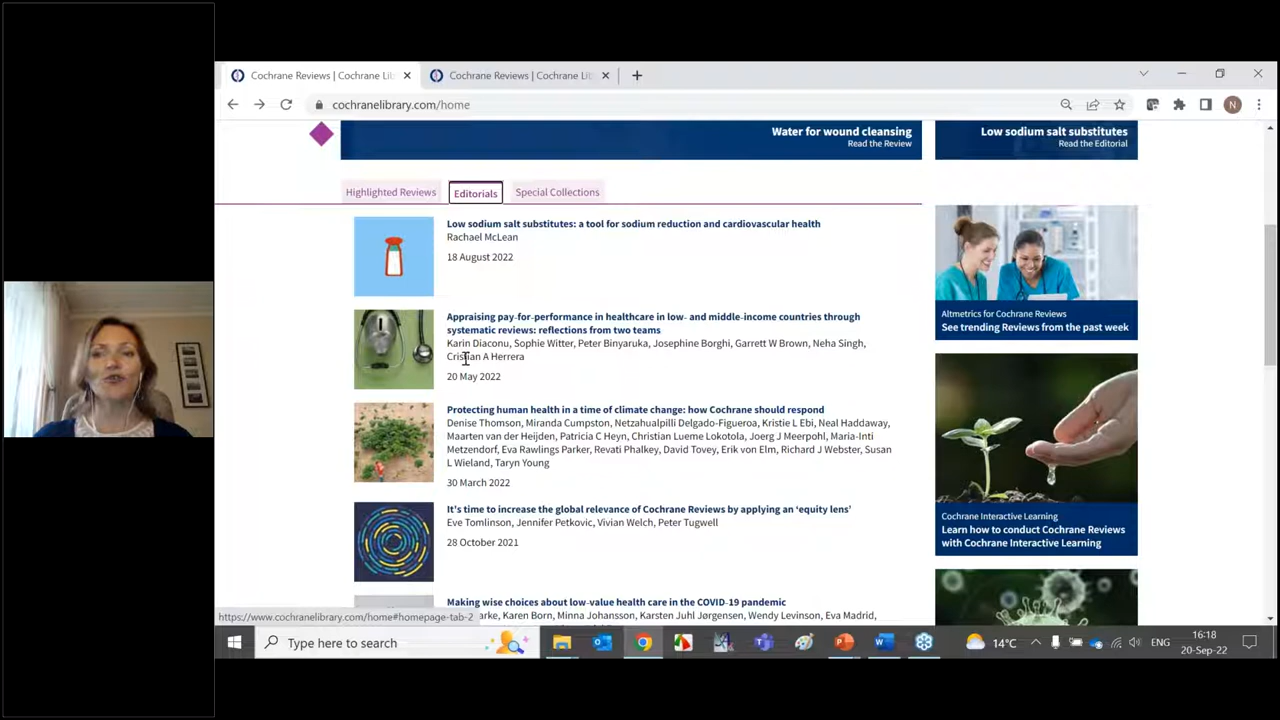 Cochrane Reviews | Cochrane Lib
Cochrane Reviews | Cochrane Lib
cochranelibrary.com/home
N
Water for wound cleansing
Read the Review
Low sodium salt substitutes
Read the Editorial
Highlighted Reviews
Editorials
Special Collections
Low sodium salt substitutes: a tool for sodium reduction and cardiovascular health
Rachael McLean
18 August 2022
Appraising pay-for-performance in healthcare in low- and middle-income countries through
systematic reviews: reflections from two teams
Karin Diaconu, Sophie Witter, Peter Binyaruka, Josephine Borghi, Garrett W Brown, Neha Singh,
Cristian A Herrera
20 May 2022
Protecting human health in a time of climate change: how Cochrane should respond
Denise Thomson, Miranda Cumpston, Netzahualpilli Delgado-Figueroa, Kristie L Ebi, Neal Haddaway,
Maarten van der Heijden, Patricia C Heyn, Christian Lueme Lokotola, Joerg J Meerpohl, Maria-Inti
Metzendorf, Eva Rawlings Parker, Revati Phalkey, David Tovey, Erik von Elm, Richard J Webster, Susan
L Wieland, Taryn Young
30 March 2022
It's time to increase the global relevance of Cochrane Reviews by applying an ‘equity lens’
Eve Tomlinson, Jennifer Petkovic, Vivian Welch, Peter Tugwell
28 October 2021
Making wise choices about low-value health care in the COVID-19 pandemic
arke, Karen Born, Minna Johansson, Karsten Juhl Jørgensen, Wendy Levinson, Eva Madrid,
Altmetrics for Cochrane Reviews
See trending Reviews from the past week
Cochrane Interactive Learning
Learn how to conduct Cochrane Reviews
with Cochrane Interactive Learning
https://www.cochranelibrary.com/home#homepage-tab-2
Type here to search
14°C
ENG
16:18
20-Sep-22